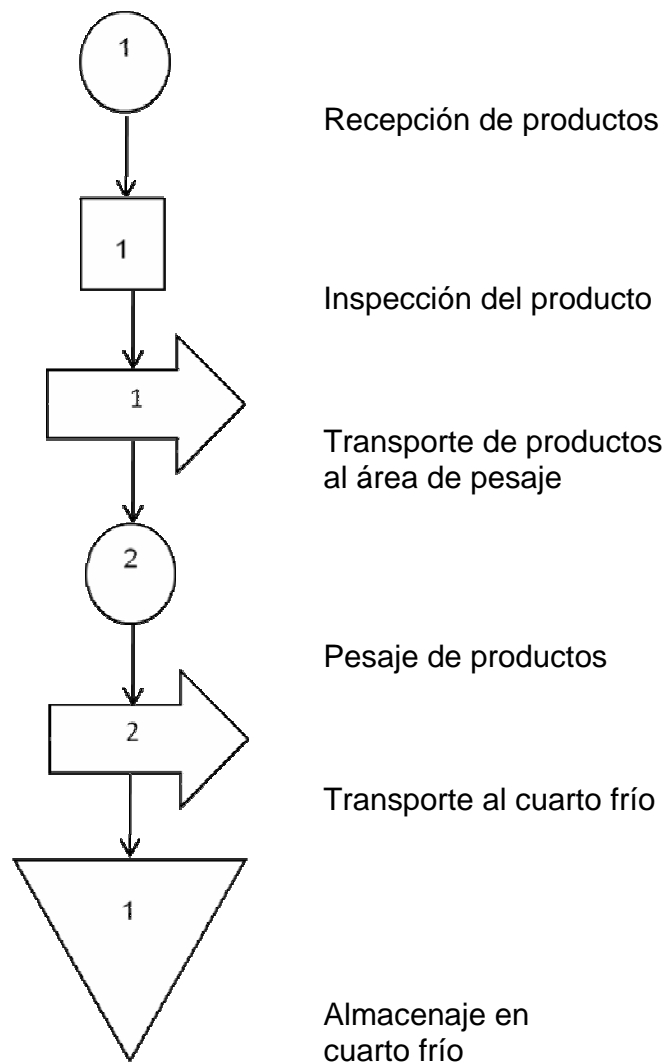 1
Recepción de productos
1
Inspección del producto
1
Transporte de productos
al área de pesaje
2
Pesaje de productos
2
Transporte al cuarto frío
1
Almacenaje en
cuarto frío